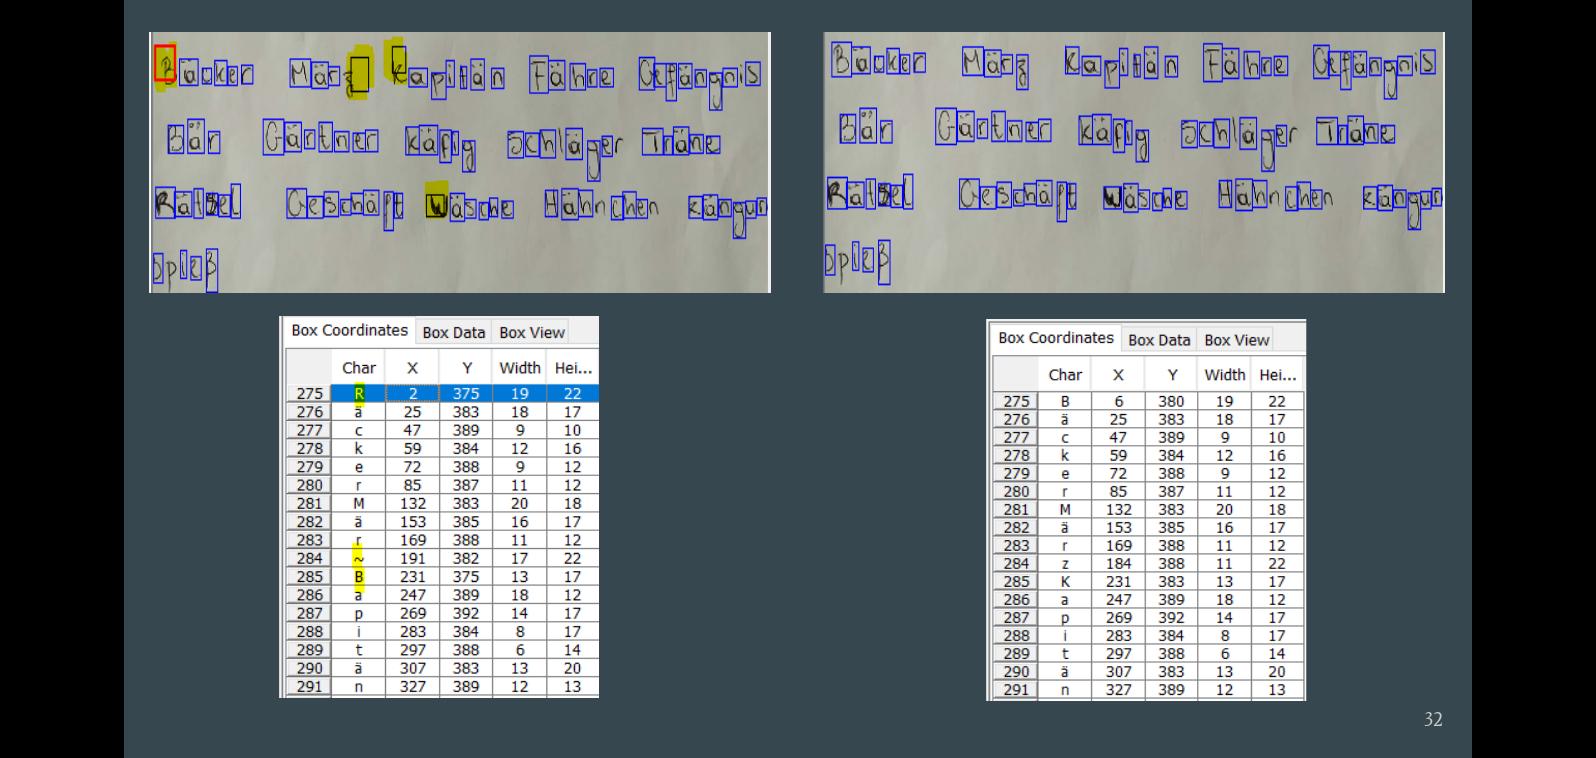 Bäcker März Kapitän Fähre Gefängnis
Bär Gärtner Käfig Schläger Träne
Rätsel Geschäft Wäsche Hähnchen Kängur
Spieß
Bäcker März Kapitän Fähre Gefängnis
Bär Gärtner Käfig Schläger Träne
Rätsel Geschäft Wäsche Hähnchen Kängur
Spieß
Box Coordinates Box Data Box View
Char X Y Width Hei...
275 R 2 375 19 22
276 ä 25 383 18 17
277 c 47 389 9 10
278 k 59 384 12 16
279 e 72 388 9 12
280 r 85 387 11 12
281 M 132 383 20 18
282 ä 153 385 16 17
283 r 169 388 11 12
284 ~ 191 382 17 22
285 B 231 375 13 17
286 a 247 389 18 12
287 p 269 392 14 17
288 i 283 384 8 17
289 t 297 388 6 14
290 ä 307 383 13 20
291 n 327 389 12 13
Box Coordinates Box Data Box View
Char X Y Width Hei...
275 B 6 380 19 22
276 ä 25 383 18 17
277 c 47 389 9 10
278 k 59 384 12 16
279 e 72 388 9 12
280 r 85 387 11 12
281 M 132 383 20 18
282 ä 153 385 16 17
283 r 169 388 11 12
284 z 184 388 11 22
285 K 231 383 13 17
286 a 247 389 18 12
287 p 269 392 14 17
288 i 283 384 8 17
289 t 297 388 6 14
290 ä 307 383 13 20
291 n 327 389 12 13
32